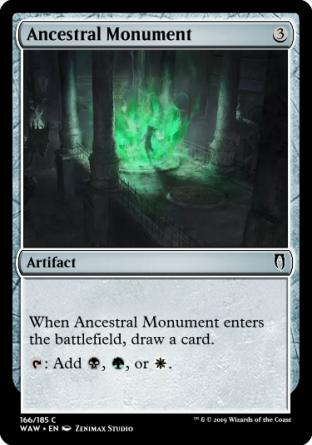 Ancestral Monument 3
Artifact
When Ancestral Monument enters
the battlefield, draw a card.
: Add , , or .
166/185 C
WAW • EN ZENIMAX STUDIO
™ & © 2019 Wizards of the Coast